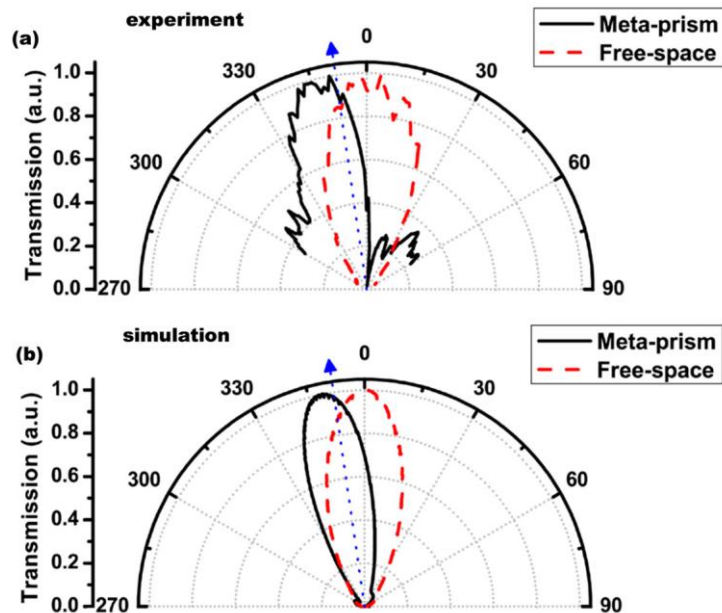 (a)
experiment
0
Meta-prism
Free-space
330
30
300
60
270
90
Transmission (a.u.)
1.0
0.8
0.6
0.4
0.2
0.0
(b)
simulation
0
Meta-prism
Free-space
330
30
300
60
270
90
Transmission (a.u.)
1.0
0.8
0.6
0.4
0.2
0.0